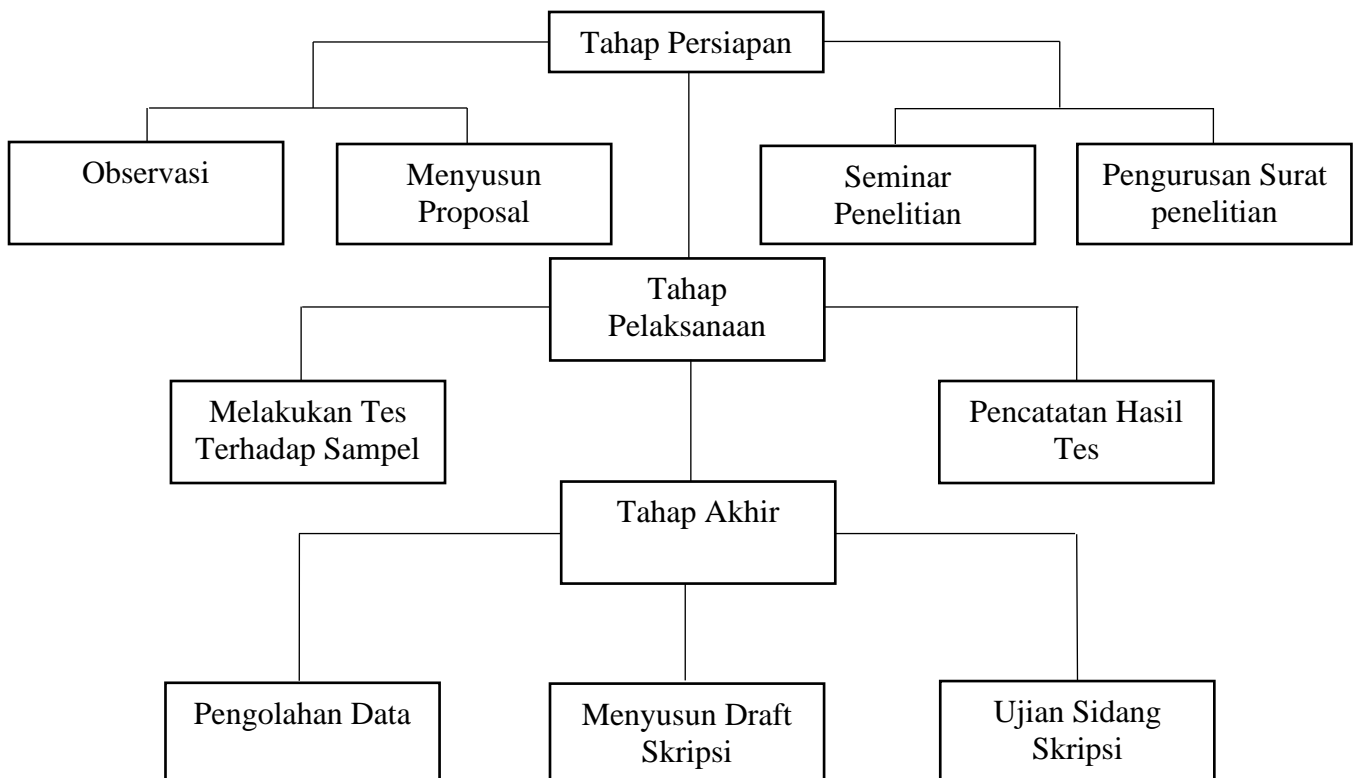 Tahap Persiapan
Observasi
Menyusun
Proposal
Seminar
Penelitian
Pengurusan Surat
penelitian
Tahap
Pelaksanaan
Melakukan Tes
Terhadap Sampel
Pencatatan Hasil
Tes
Tahap Akhir
Pengolahan Data
Menyusun Draft
Skripsi
Ujian Sidang
Skripsi